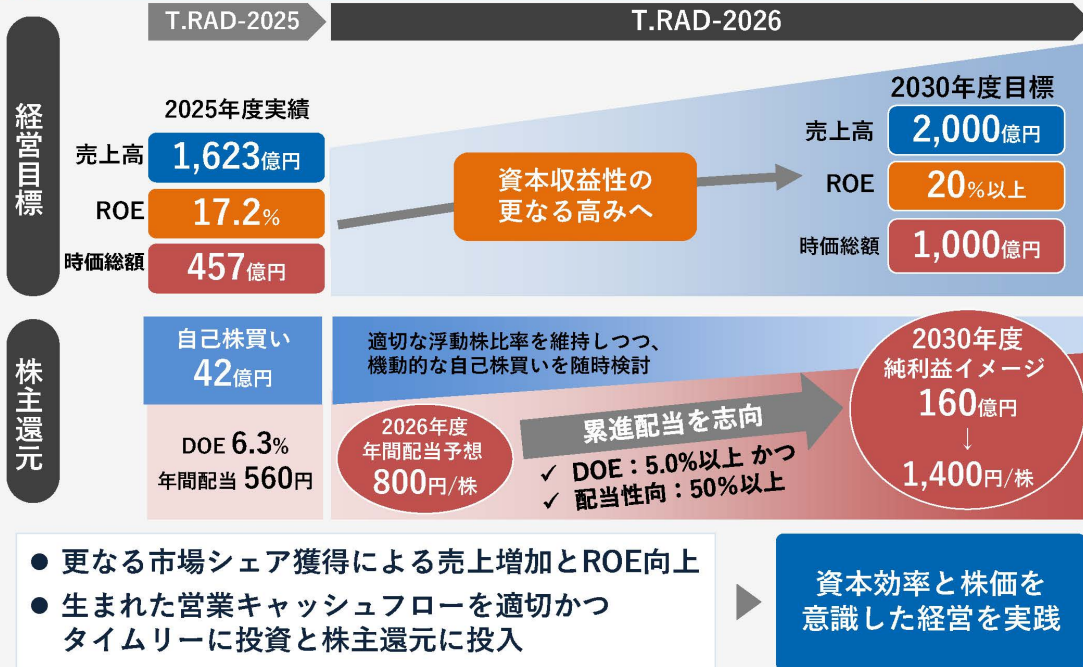 T.RAD-2025
T.RAD-2026
経営目標
2025年度実績
売上高
1,623億円
ROE
17.2%
時価総額
457億円
資本収益性の
更なる高みへ
2030年度目標
売上高
2,000億円
ROE
20%以上
時価総額
1,000億円
株主還元
自己株買い
42億円
DOE 6.3%
年間配当 560円
適切な浮動株比率を維持しつつ、
機動的な自己株買いを随時検討
2026年度
年間配当予想
800円/株
累進配当を志向
✓ DOE：5.0%以上 かつ
✓ 配当性向：50%以上
2030年度
純利益イメージ
160億円
↓
1,400円/株
● 更なる市場シェア獲得による売上増加とROE向上
● 生まれた営業キャッシュフローを適切かつ
タイムリーに投資と株主還元に投入
資本効率と株価を
意識した経営を実践